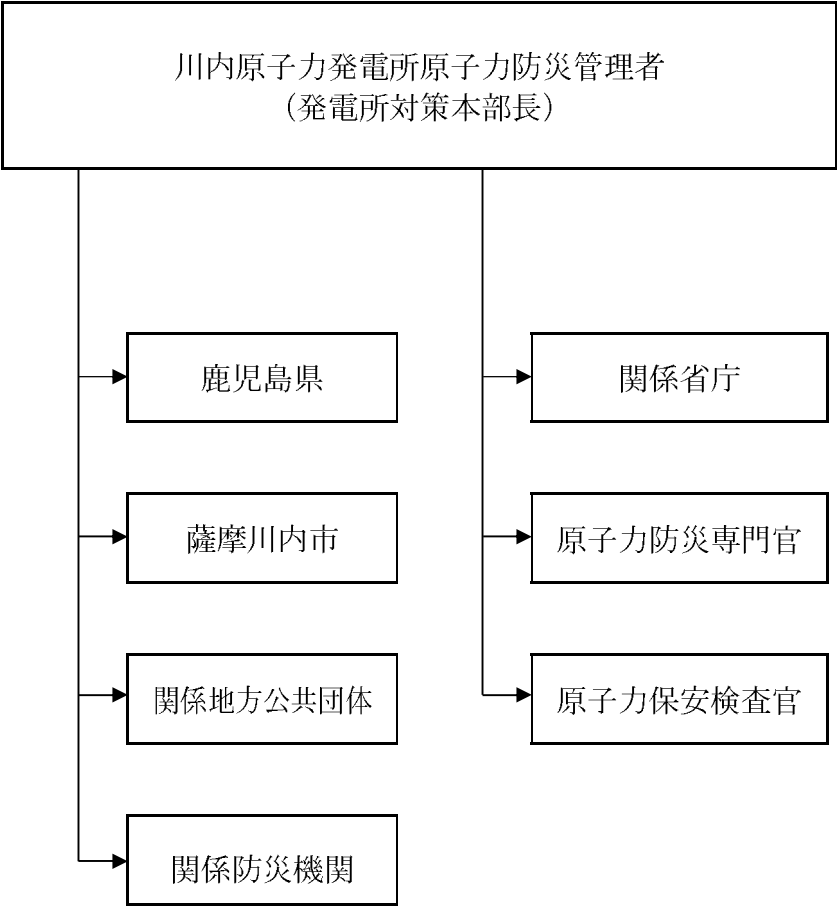 川内原子力発電所原子力防災管理者
（発電所対策本部長）
鹿児島県
薩摩川内市
関係地方公共団体
関係防災機関
関係省庁
原子力防災専門官
原子力保安検査官